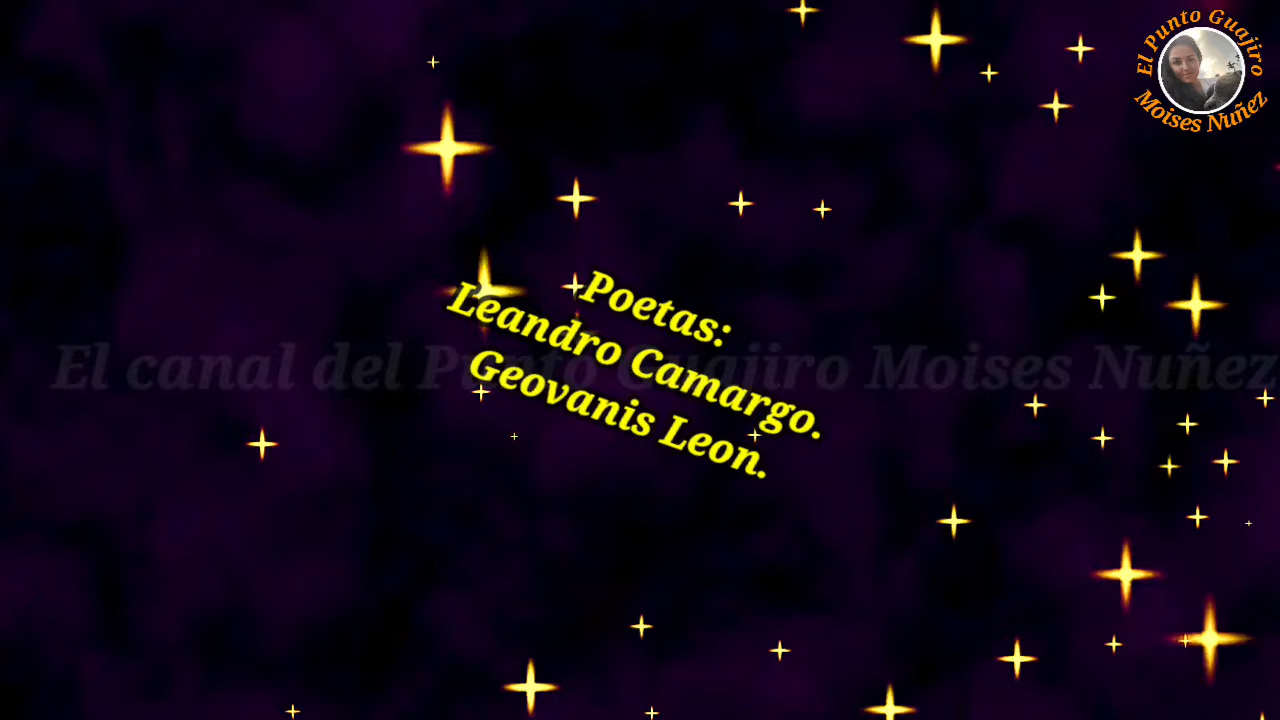 El Punto Guajiro
Moises Nuñez
Poetas:
Leandro Camargo.
Geovanis Leon.
El canal del Punto Guajiro Moises Nuñez